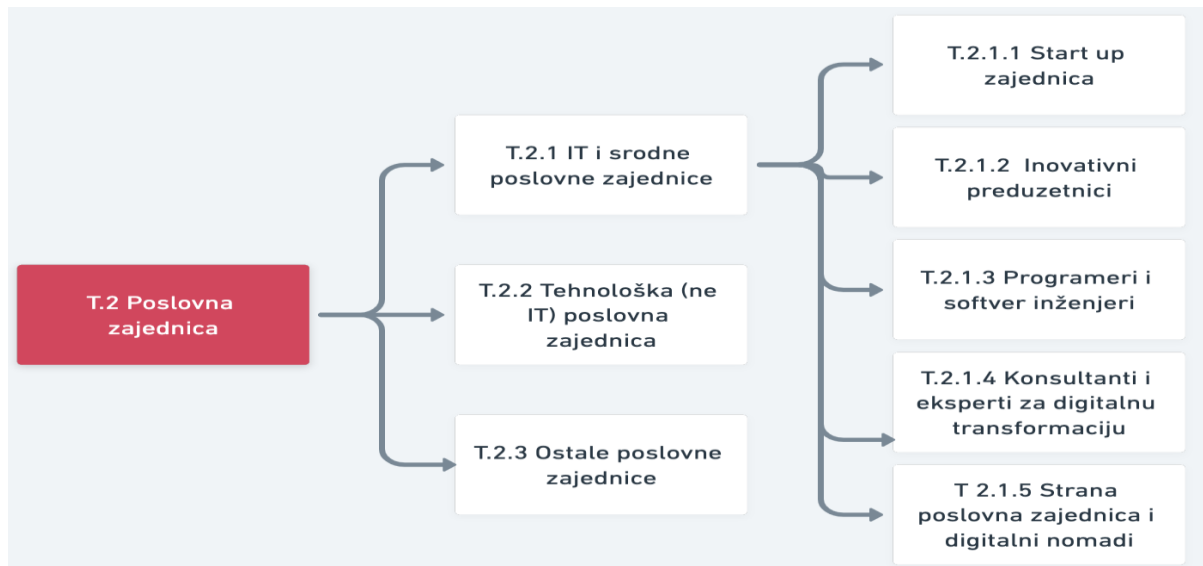 T.2 Poslovna
zajednica
T.2.1 IT i srodne
poslovne zajednice
T.2.2 Tehnološka (ne
IT) poslovna
zajednica
T.2.3 Ostale poslovne
zajednice
T.2.1.1 Start up
zajednica
T.2.1.2 Inovativni
preduzetnici
T.2.1.3 Programeri i
softver inženjeri
T.2.1.4 Konsultanti i
eksperti za digitalnu
transformaciju
T 2.1.5 Strana
poslovna zajednica i
digitalni nomadi